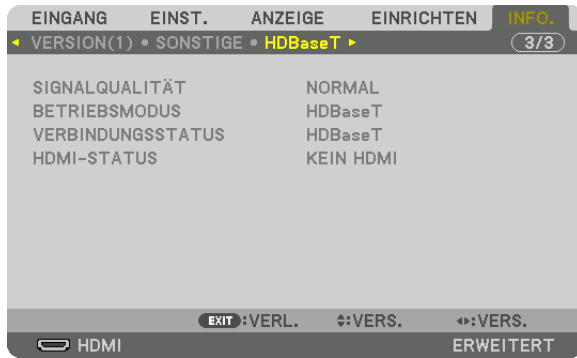 EINGANG EINST. ANZEIGE EINRICHTEN INFO.
VERSION(1) • SONSTIGE • HDBaseT 3/3
SIGNALQUALITÄT NORMAL
BETRIEBSMODUS HDBaseT
VERBINDUNGSSTATUS HDBaseT
HDMI-STATUS KEIN HDMI
EXIT :VERL. :VERS. :VERS.
HDMI ERWEITERT